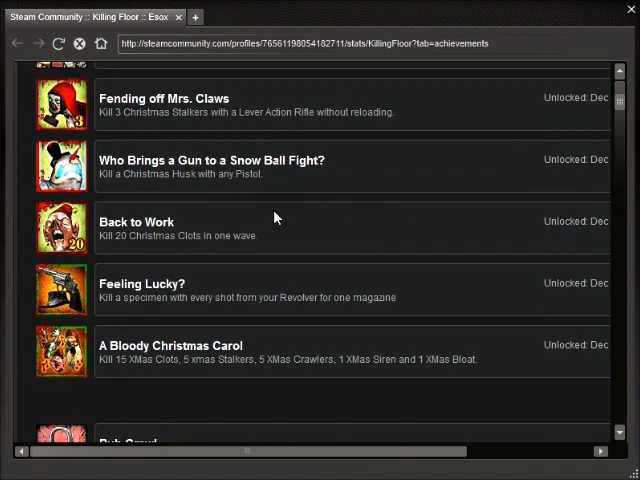 Steam Community :: Killing Floor :: Esox
http://steamcommunity.com/profiles/76561198054182711/stats/KillingFloor?tab=achievements
Fending off Mrs. Claws
Unlocked: Dec
Kill 3 Christmas Stalkers with a Lever Action Rifle without reloading.
3
Who Brings a Gun to a Snow Ball Fight?
Unlocked: Dec
Kill a Christmas Husk with any Pistol.
Back to Work
Unlocked: Dec
Kill 20 Christmas Clots in one wave.
20
Feeling Lucky?
Unlocked: Dec
Kill a specimen with every shot from your Revolver for one magazine
A Bloody Christmas Carol
Unlocked: Dec
Kill 15 XMas Clots, 5 xmas Stalkers, 5 XMas Crawlers, 1 XMas Siren and 1 XMas Bloat.
Pub Crawl